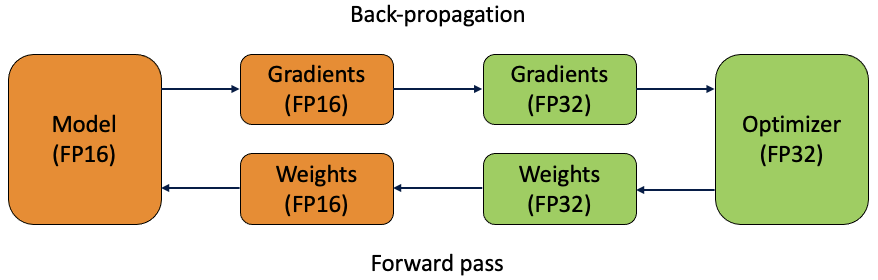 Back-propagation
Model
(FP16)
Gradients
(FP16)
Gradients
(FP32)
Optimizer
(FP32)
Weights
(FP16)
Weights
(FP32)
Forward pass